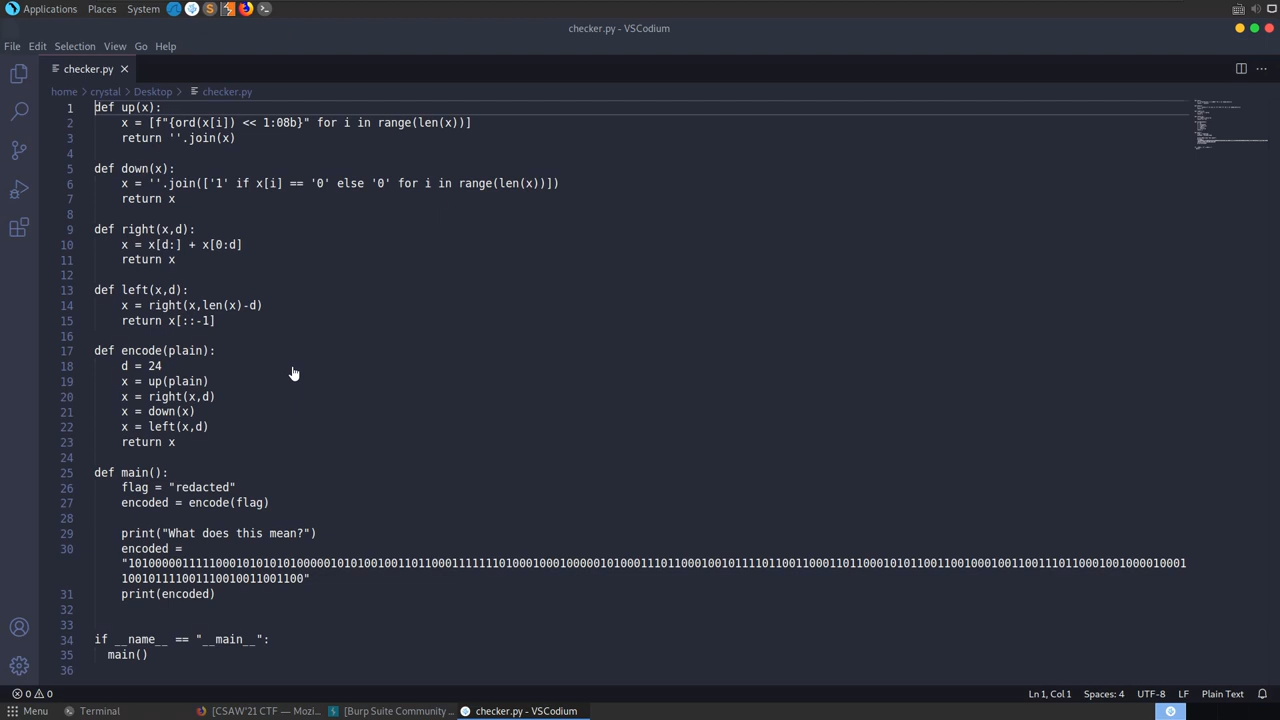 Applications Places System
checker.py - VSCodium
File Edit Selection View Go Help
checker.py
home > crystal > Desktop > checker.py
1 def up(x):
2     x = [f"{ord(x[i]) << 1:08b}" for i in range(len(x))]
3     return ''.join(x)
4
5 def down(x):
6     x = ''.join(['1' if x[i] == '0' else '0' for i in range(len(x))])
7     return x
8
9 def right(x,d):
10     x = x[d:] + x[0:d]
11     return x
12
13 def left(x,d):
14     x = right(x,len(x)-d)
15     return x[::-1]
16
17 def encode(plain):
18     d = 24
19     x = up(plain)
20     x = right(x,d)
21     x = down(x)
22     x = left(x,d)
23     return x
24
25 def main():
26     flag = "redacted"
27     encoded = encode(flag)
28
29     print("What does this mean?")
30     encoded =
"1010000011111000101010101000001010100100110110001111111010001000100000101000111011000100101111011001100011011000101011001100100010011001110110001001000010001
1001011110011100100110011 00"
31     print(encoded)
32
33
34 if __name__ == "__main__":
35   main()
36
0 0
Ln 1, Col 1 Spaces: 4 UTF-8 LF Plain Text
Menu Terminal [CSAW'21 CTF — Mozi... [Burp Suite Community ... checker.py - VSCodium